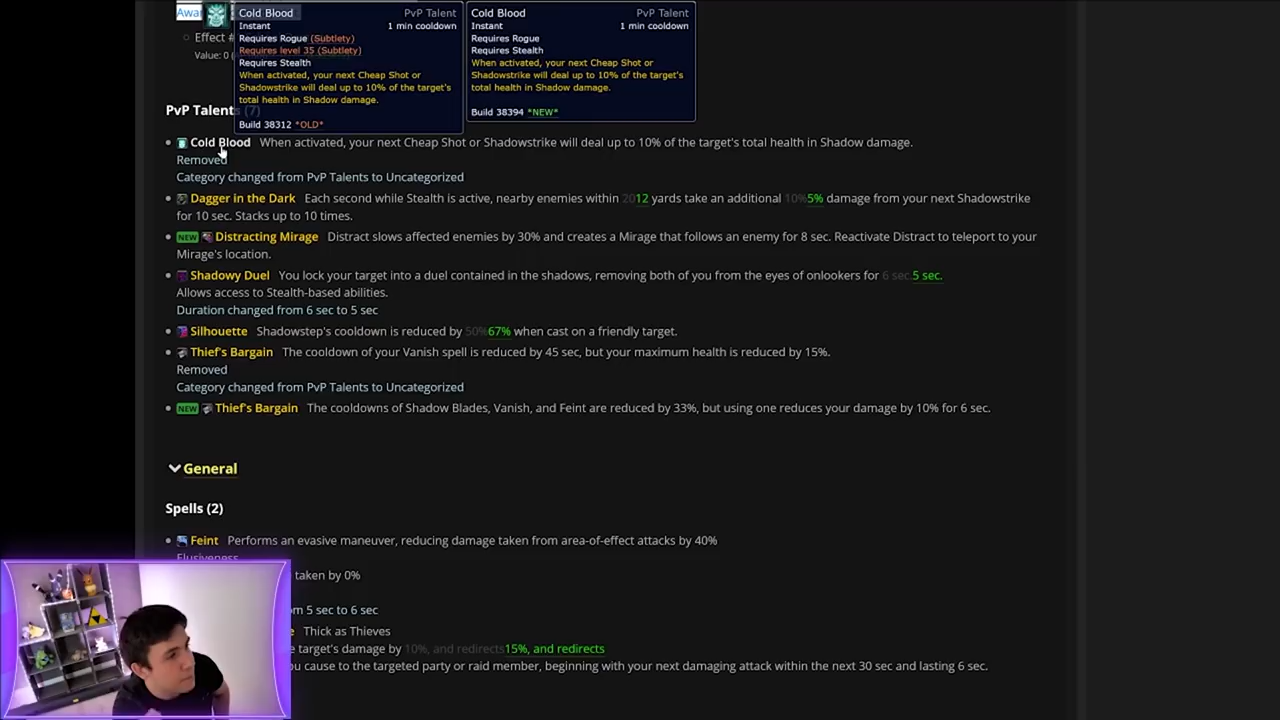 Awar
Cold Blood PvP Talent
Instant 1 min cooldown
Requires Rogue (Subtlety)
Requires level 35 (Subtlety)
Requires Stealth
When activated, your next Cheap Shot or
Shadowstrike will deal up to 10% of the target's
total health in Shadow damage.
Build 38312 *OLD*
Cold Blood PvP Talent
Instant 1 min cooldown
Requires Rogue
Requires Stealth
When activated, your next Cheap Shot or
Shadowstrike will deal up to 10% of the target's
total health in Shadow damage.
Build 38394 *NEW*
Effect #
Value: 0 (
PvP Talents (7)
Cold Blood When activated, your next Cheap Shot or Shadowstrike will deal up to 10% of the target's total health in Shadow damage.
Removed
Category changed from PvP Talents to Uncategorized
Dagger in the Dark Each second while Stealth is active, nearby enemies within 2012 yards take an additional 10%5% damage from your next Shadowstrike
for 10 sec. Stacks up to 10 times.
NEW Distracting Mirage Distract slows affected enemies by 30% and creates a Mirage that follows an enemy for 8 sec. Reactivate Distract to teleport to your
Mirage's location.
Shadowy Duel You lock your target into a duel contained in the shadows, removing both of you from the eyes of onlookers for 6 sec.5 sec.
Allows access to Stealth-based abilities.
Duration changed from 6 sec to 5 sec
Silhouette Shadowstep's cooldown is reduced by 50%67% when cast on a friendly target.
Thief's Bargain The cooldown of your Vanish spell is reduced by 45 sec, but your maximum health is reduced by 15%.
Removed
Category changed from PvP Talents to Uncategorized
NEW Thief's Bargain The cooldowns of Shadow Blades, Vanish, and Feint are reduced by 33%, but using one reduces your damage by 10% for 6 sec.
General
Spells (2)
Feint Performs an evasive maneuver, reducing damage taken from area-of-effect attacks by 40%
Elusiveness
taken by 0%
om 5 sec to 6 sec
e Thick as Thieves
e target's damage by 10%, and redirects15%, and redirects
ou cause to the targeted party or raid member, beginning with your next damaging attack within the next 30 sec and lasting 6 sec.